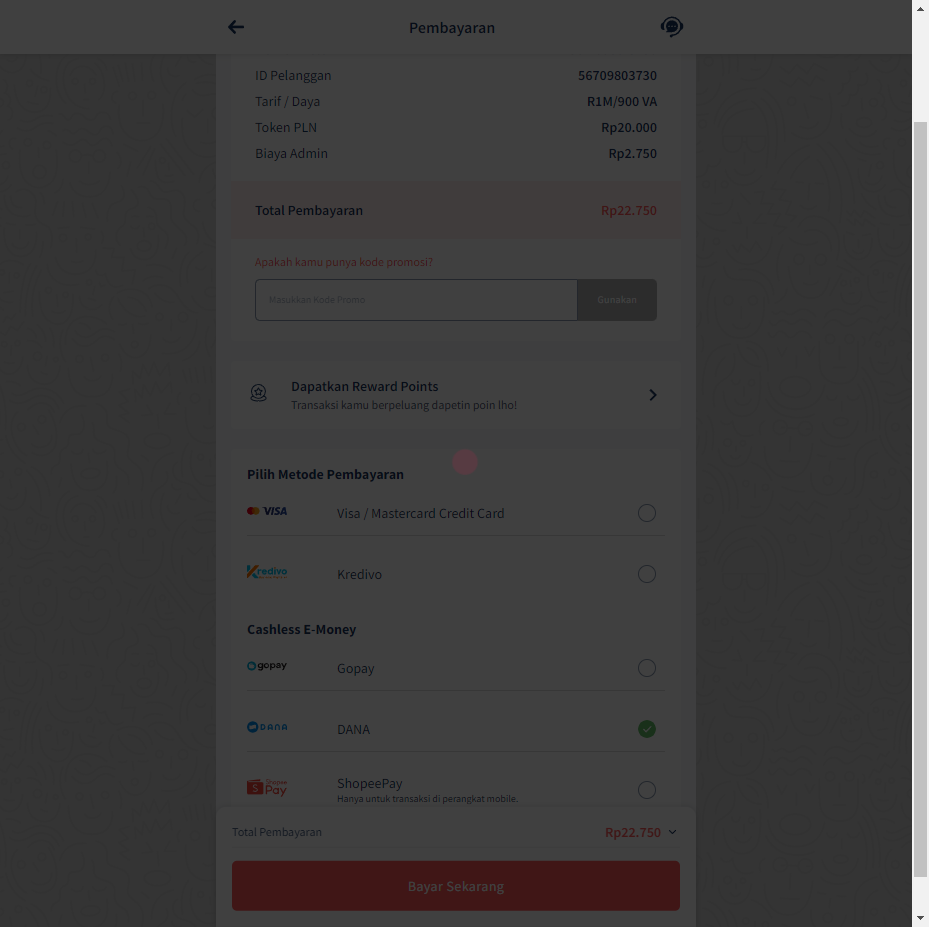 Pembayaran
ID Pelanggan 56709803730
Tarif / Daya R1M/900 VA
Token PLN Rp20.000
Biaya Admin Rp2.750
Total Pembayaran Rp22.750
Apakah kamu punya kode promosi?
Masukkan Kode Promo Gunakan
Dapatkan Reward Points
Transaksi kamu berpeluang dapetin poin lho!
Pilih Metode Pembayaran
VISA Visa / Mastercard Credit Card
Kredivo Kredivo
Cashless E-Money
gopay Gopay
DANA DANA
Shopee Pay ShopeePay
Hanya untuk transaksi di perangkat mobile.
Total Pembayaran Rp22.750
Bayar Sekarang